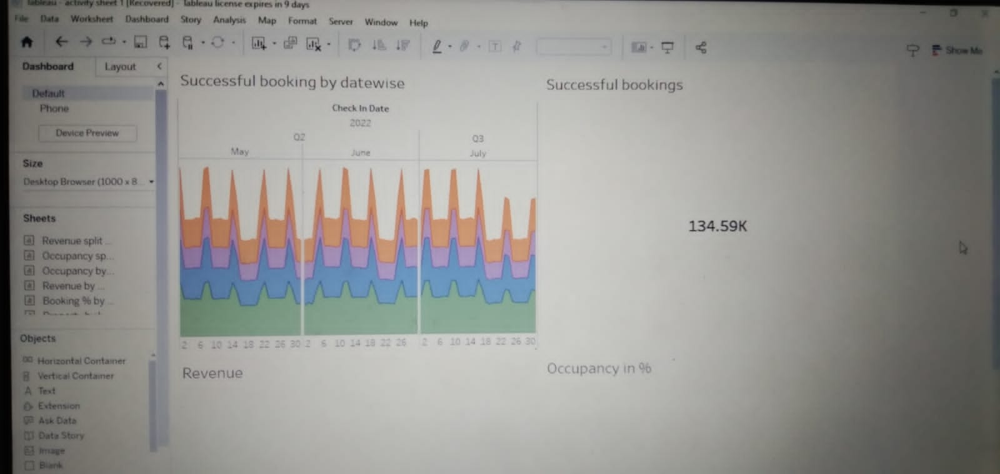 Tableau - activity sheet 1 [Recovered] - Tableau license expires in 9 days
File Data Worksheet Dashboard Story Analysis Map Format Server Window Help
Show Me
Dashboard Layout
Default
Phone
Device Preview
Size
Desktop Browser (1000 x 8...
Sheets
Revenue split ...
Occupancy sp...
Occupancy by...
Revenue by ...
Booking % by ...
Objects
Horizontal Container
Vertical Container
Text
Extension
Ask Data
Data Story
Image
Blank
Successful booking by datewise
Check In Date
2022
Q2 Q3
May June July
2 6 10 14 18 22 26 30 2 6 10 14 18 22 26 2 6 10 14 18 22 26 30
Successful bookings
134.59K
Revenue
Occupancy in %